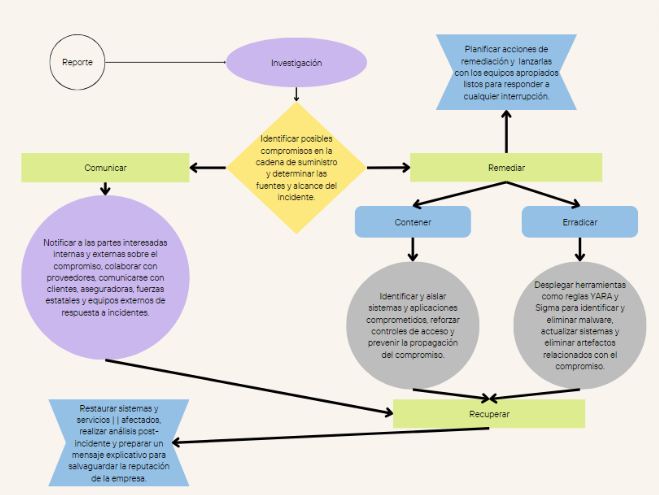 Reporte
Investigación
Planificar acciones de
remediación y lanzarlas
con los equipos apropiados
listos para responder a
cualquier interrupción.
Identificar posibles
compromisos en la
cadena de suministro
y determinar las
fuentes y alcance del
incidente.
Comunicar
Remediar
Contener
Erradicar
Notificar a las partes interesadas
internas y externas sobre el
compromiso, colaborar con
proveedores, comunicarse con
clientes, aseguradoras, fuerzas
estatales y equipos externos de
respuesta a incidentes.
Identificar y aislar
sistemas y aplicaciones
comprometidos, reforzar
controles de acceso y
prevenir la propagación
del compromiso.
Desplegar herramientas
como reglas YARA y
Sigma para identificar y
eliminar malware,
actualizar sistemas y
eliminar artefactos
relacionados con el
compromiso.
Recuperar
Restaurar sistemas y
servicios | | afectados,
realizar análisis post-
incidente y preparar un
mensaje explicativo para
salvaguardar la reputación
de la empresa.